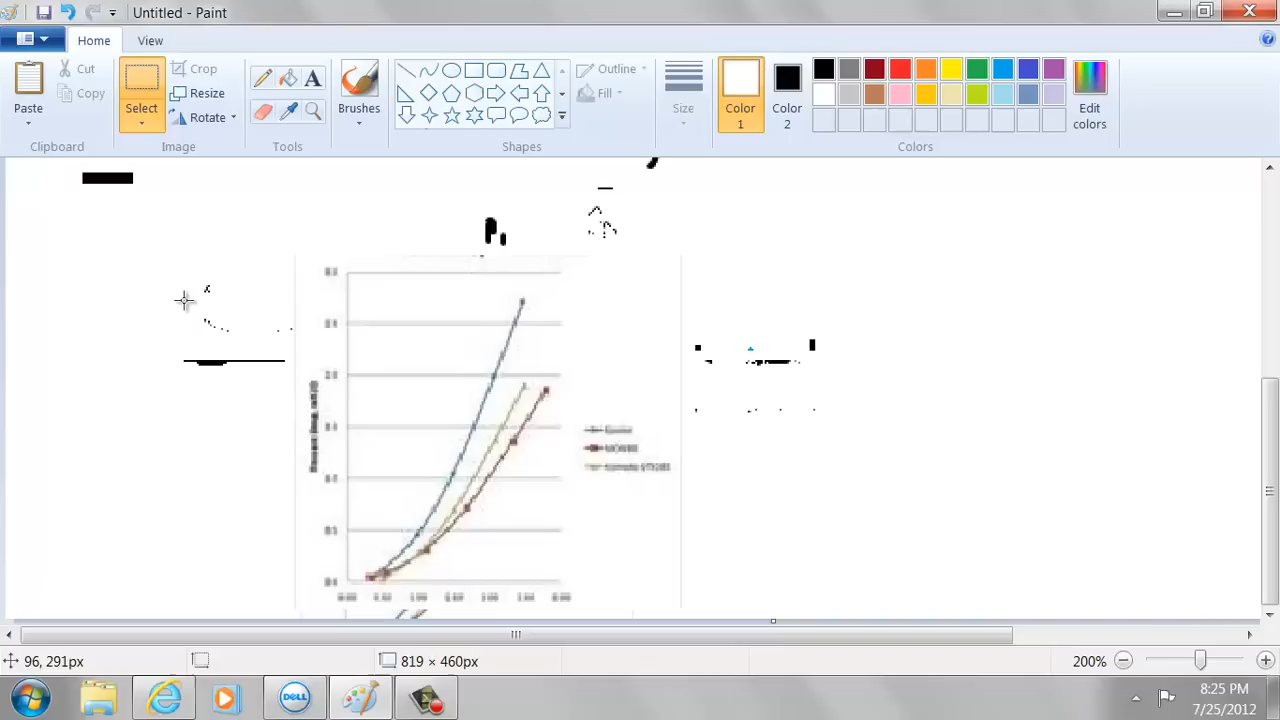 Untitled - Paint
Home
View
Paste
Cut
Copy
Clipboard
Select
Crop
Resize
Rotate
Image
A
Tools
Brushes
Outline
Fill
Shapes
Size
Color 1
Color 2
Edit colors
Colors
96, 291px
819 × 460px
200%
DELL
8:25 PM
7/25/2012